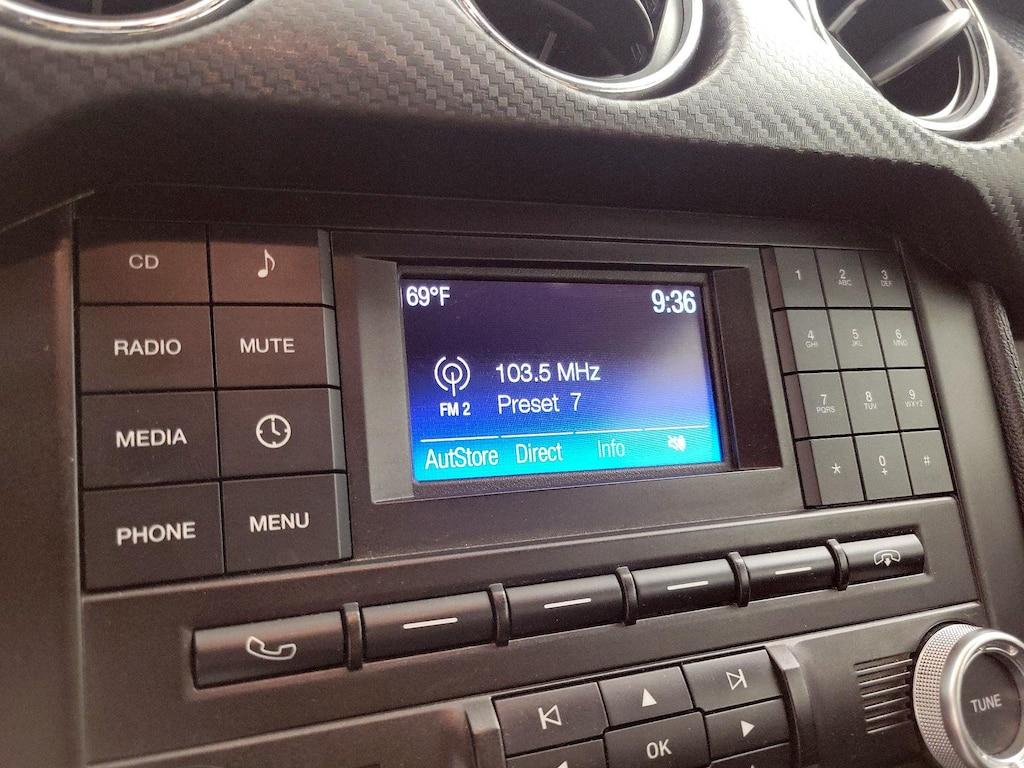 CD
RADIO MUTE
MEDIA
PHONE MENU
69°F 9:36
103.5 MHz
FM 2 Preset 7
AutStore Direct Info
1 2 ABC 3 DEF
4 GHI 5 JKL 6 MNO
7 PQRS 8 TUV 9 WXYZ
* 0 + #
OK
TUNE